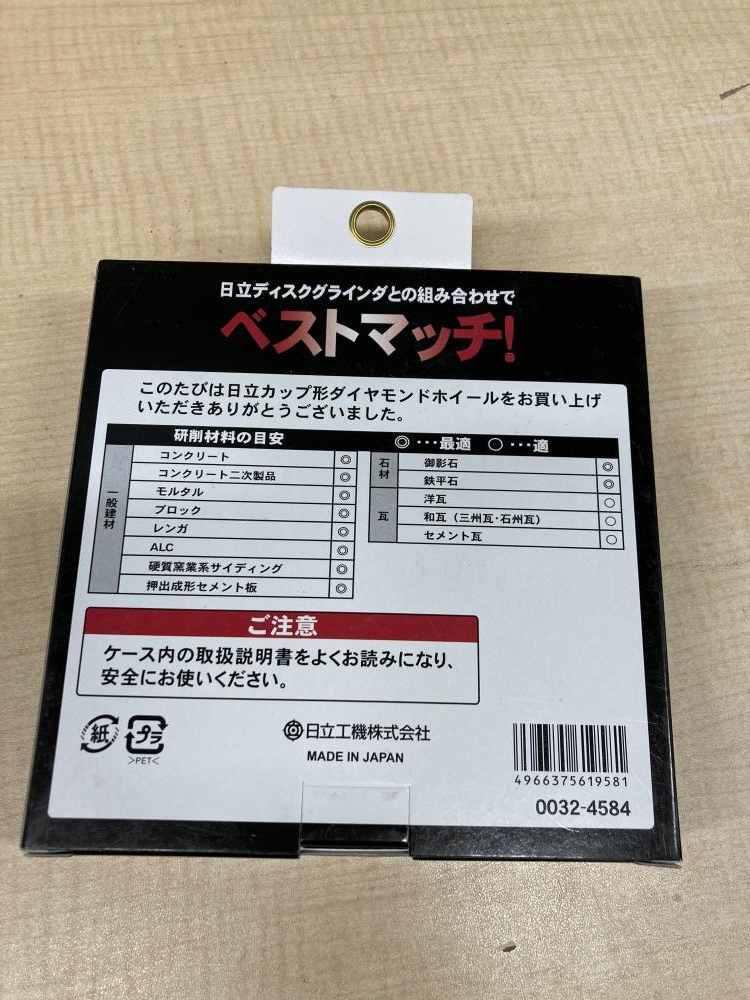 日立ディスクグラインダとの組み合わせで
ベストマッチ!
このたびは日立カップ形ダイヤモンドホイールをお買い上げ
いただきありがとうございました。
研削材料の目安
◎…最適 ○…適
一般建材
コンクリート ◎
コンクリート二次製品 ◎
モルタル ◎
ブロック ◎
レンガ ◎
ALC ◎
硬質窯業系サイディング ◎
押出成形セメント板 ◎
石材
御影石 ◎
鉄平石 ◎
瓦
洋瓦 ○
和瓦(三州瓦・石州瓦) ○
セメント瓦 ○
ご注意
ケース内の取扱説明書をよくお読みになり、
安全にお使いください。
紙
プラ
>PET<
日立工機株式会社
MADE IN JAPAN
4966375619581
0032-4584